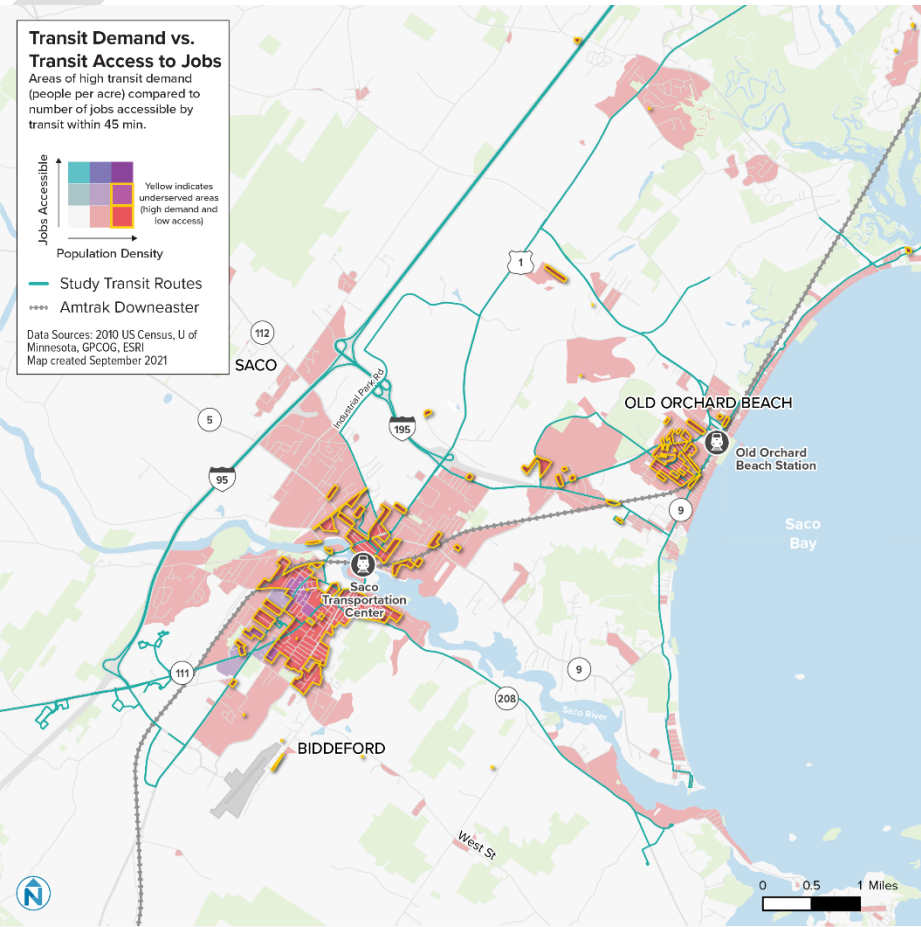 Transit Demand vs.
Transit Access to Jobs
Areas of high transit demand
(people per acre) compared to
number of jobs accessible by
transit within 45 min.
Jobs Accessible
Yellow indicates
underserved areas
(high demand and
low access)
Population Density
Study Transit Routes
Amtrak Downeaster
Data Sources: 2010 US Census, U of
Minnesota, GPCOG, ESRI
Map created September 2021
1
112
SACO
Industrial Park Rd
5
195
OLD ORCHARD BEACH
Old Orchard
Beach Station
95
9
Saco
Bay
Saco
Transportation
Center
111
9
208
Saco River
BIDDEFORD
West St
N
0 0.5 1 Miles